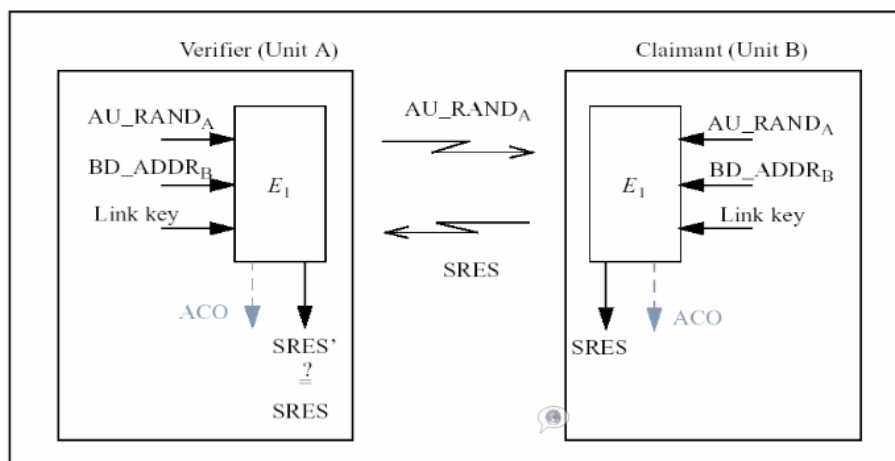 Verifier (Unit A)
Claimant (Unit B)
AU_RANDA
BD_ADDRB
Link key
E1
ACO
SRES’
?
=
SRES
AU_RANDA
SRES
E1
AU_RANDA
BD_ADDRB
Link key
SRES
ACO